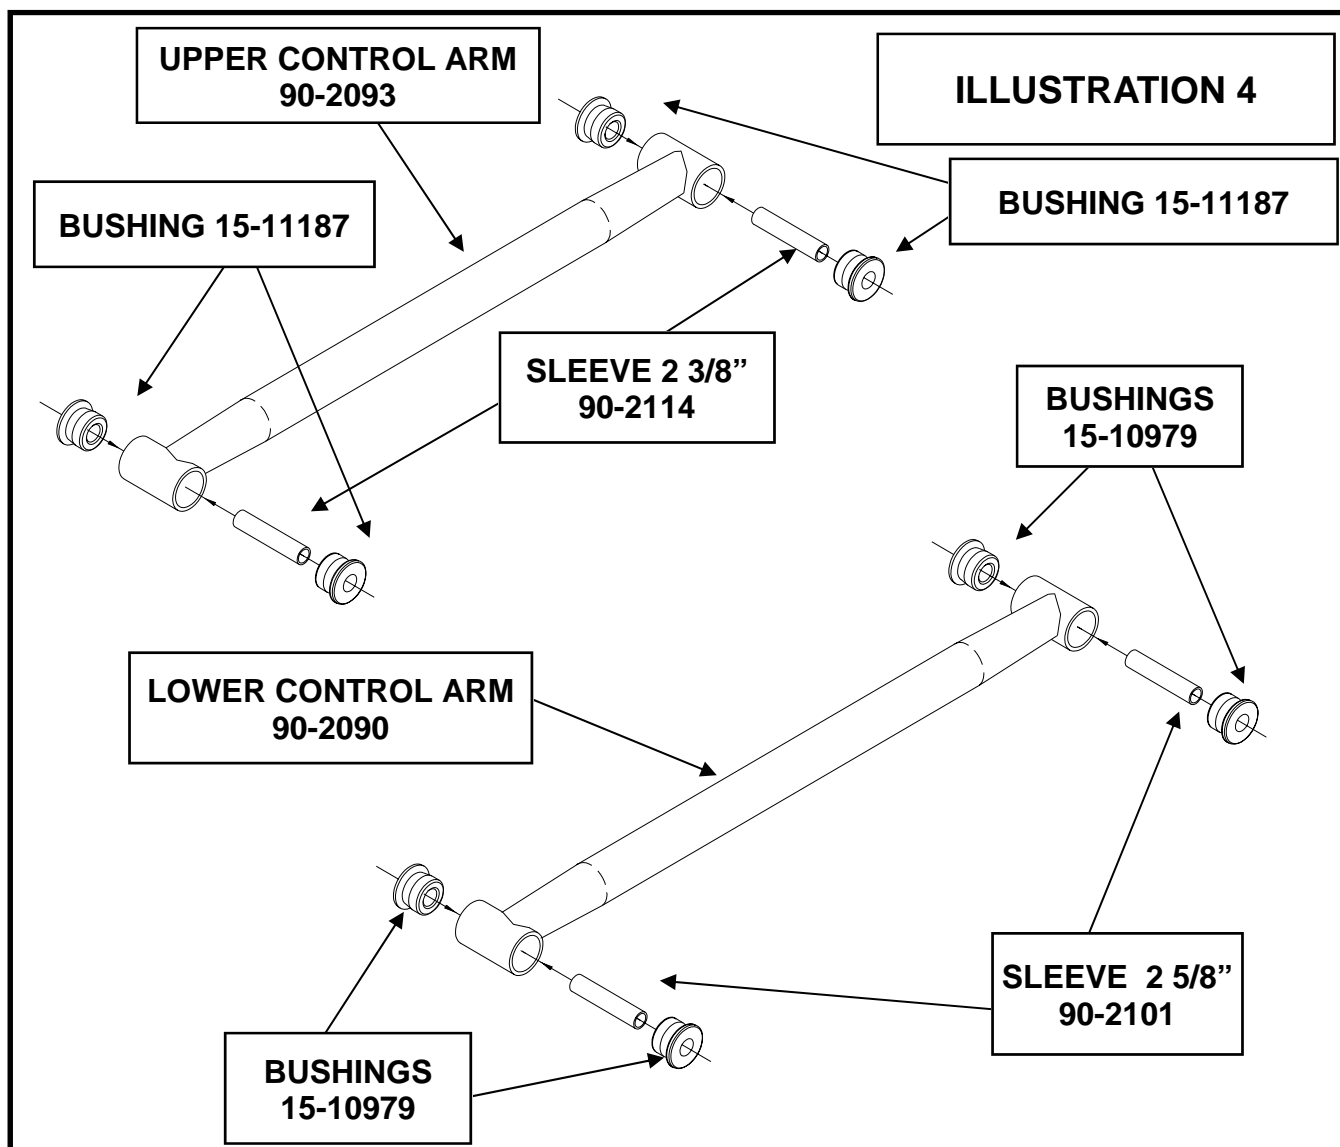 UPPER CONTROL ARM
90-2093
ILLUSTRATION 4
BUSHING 15-11187
BUSHING 15-11187
SLEEVE 2 3/8”
90-2114
BUSHINGS
15-10979
LOWER CONTROL ARM
90-2090
SLEEVE  2 5/8”
90-2101
BUSHINGS
15-10979